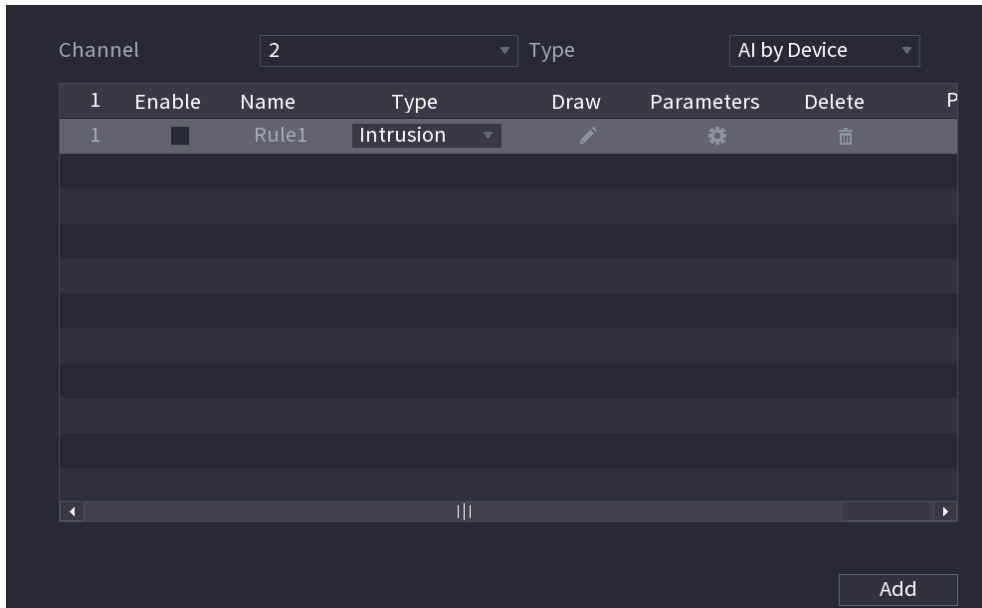 Channel 2 Type AI by Device
1 Enable Name Type Draw Parameters Delete P
1 Rule1 Intrusion
Add